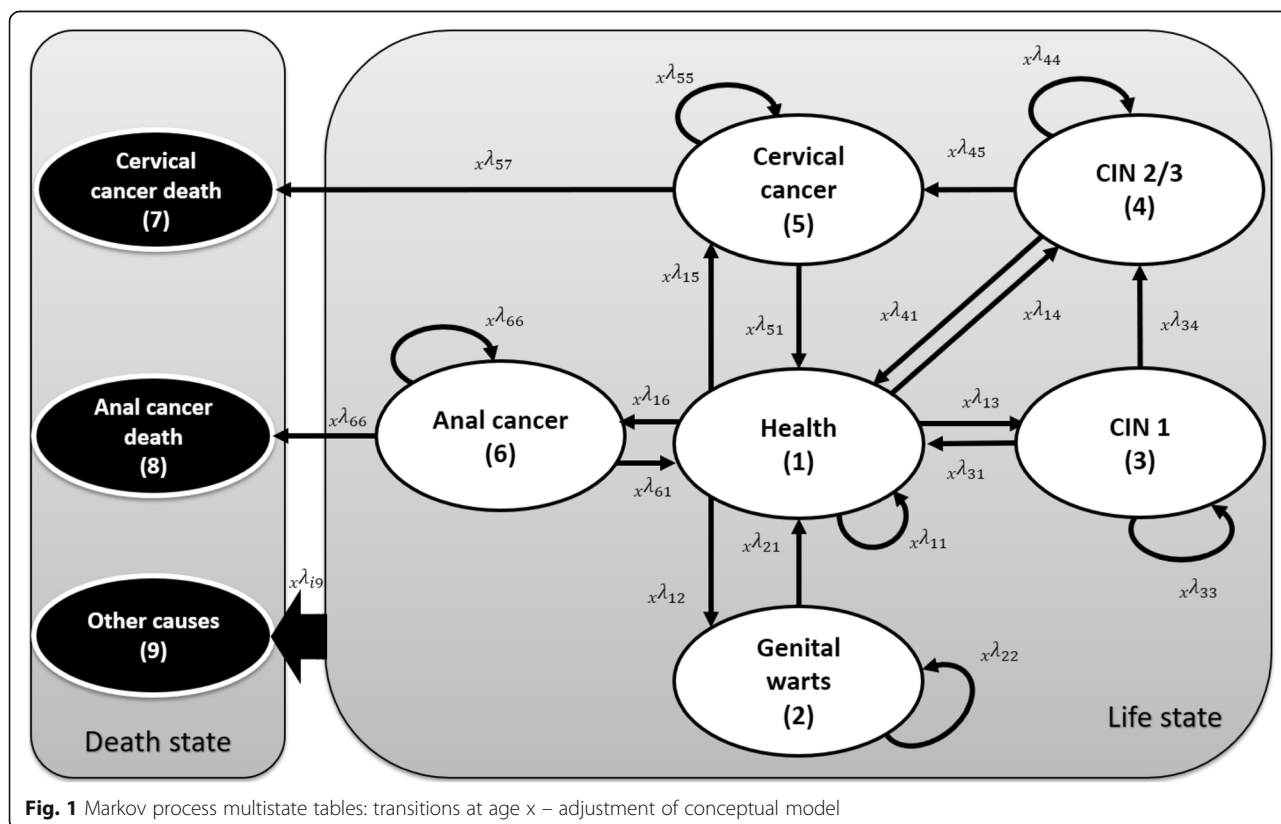 xλ55
xλ44
Cervical
cancer death
(7)
xλ57
Cervical
cancer
(5)
xλ45
CIN 2/3
(4)
xλ15
xλ51
xλ41
xλ14
xλ34
xλ66
Anal cancer
death
(8)
xλ66
Anal cancer
(6)
xλ16
xλ61
Health
(1)
xλ13
xλ31
CIN 1
(3)
xλ11
xλ33
xλ21
xλ12
Other causes
(9)
xλi9
Genital
warts
(2)
xλ22
Death state
Life state
Fig. 1 Markov process multistate tables: transitions at age x – adjustment of conceptual model